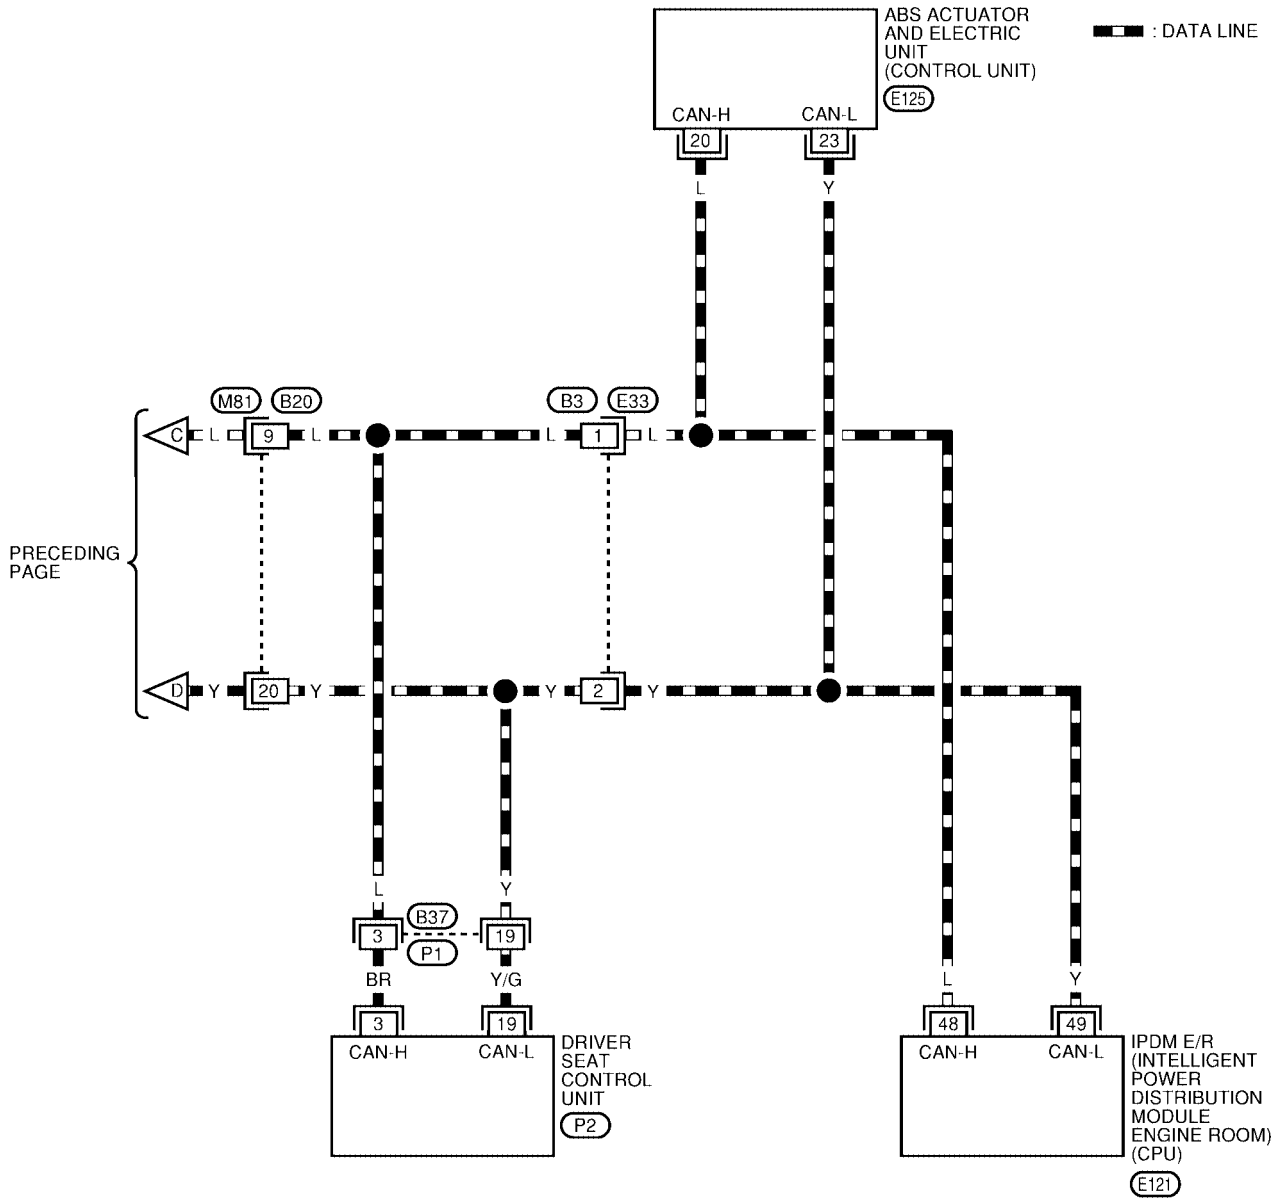 ABS ACTUATOR
AND ELECTRIC
UNIT
(CONTROL UNIT)
E125
: DATA LINE
CAN-H
CAN-L
20
23
L
Y
M81
B20
B3
E33
C
L
9
L
L
1
L
PRECEDING
PAGE
D
Y
20
Y
Y
2
Y
L
Y
B37
3
19
P1
BR
Y/G
L
Y
3
19
48
49
CAN-H
CAN-L
DRIVER
SEAT
CONTROL
UNIT
P2
CAN-H
CAN-L
IPDM E/R
(INTELLIGENT
POWER
DISTRIBUTION
MODULE
ENGINE ROOM)
(CPU)
E121